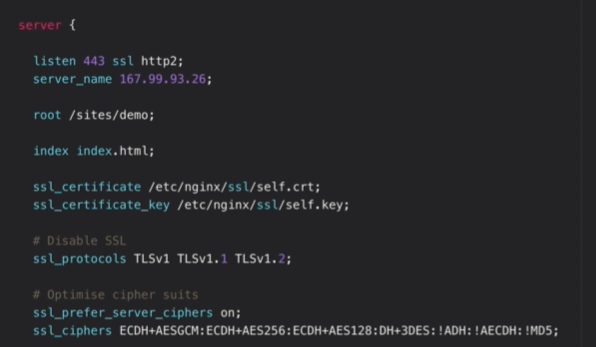 server {
listen 443 ssl http2;
server_name 167.99.93.26;
root /sites/demo;
index index.html;
ssl_certificate /etc/nginx/ssl/self.crt;
ssl_certificate_key /etc/nginx/ssl/self.key;
# Disable SSL
ssl_protocols TLSv1 TLSv1.1 TLSv1.2;
# Optimise cipher suits
ssl_prefer_server_ciphers on;
ssl_ciphers ECDH+AESGCM:ECDH+AES256:ECDH+AES128:DH+3DES:!ADH:!AECDH:!MD5;